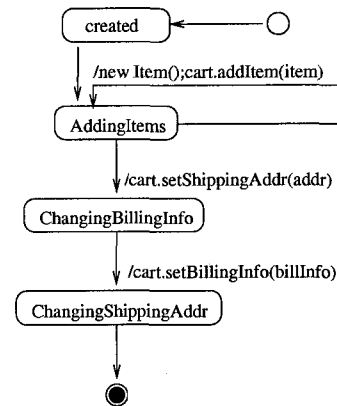 created
/new Item();cart.addItem(item)
AddingItems
/cart.setShippingAddr(addr)
ChangingBillingInfo
/cart.setBillingInfo(billInfo)
ChangingShippingAddr